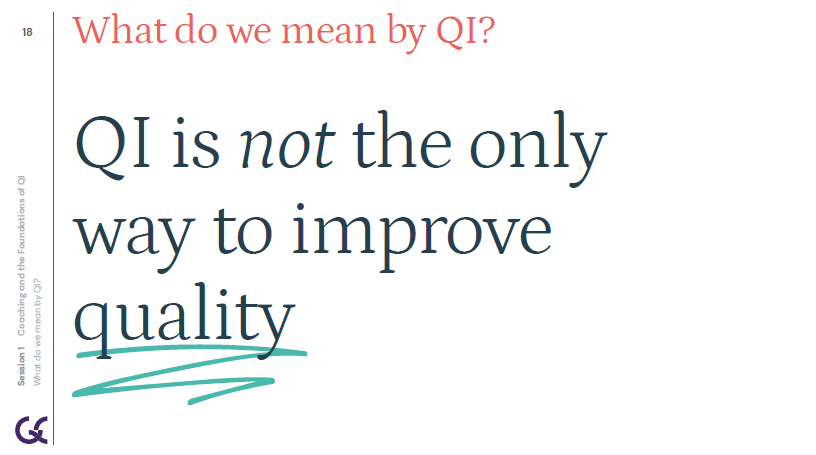 18
What do we mean by QI?
QI is not the only
way to improve
quality
Session 1 Coaching and the Foundations of QI
What do we mean by QI?